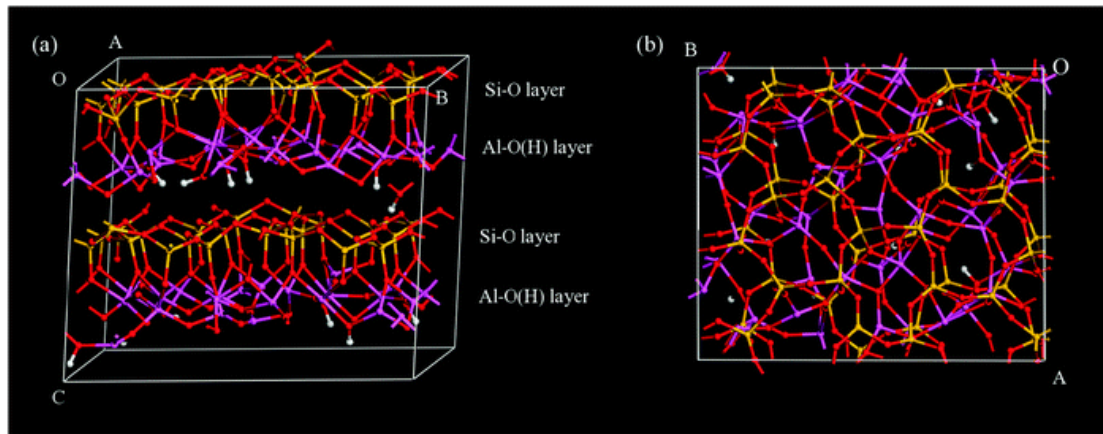 (a)
A
O
B
Si-O layer
Al-O(H) layer
Si-O layer
Al-O(H) layer
C
(b)
B
O
A